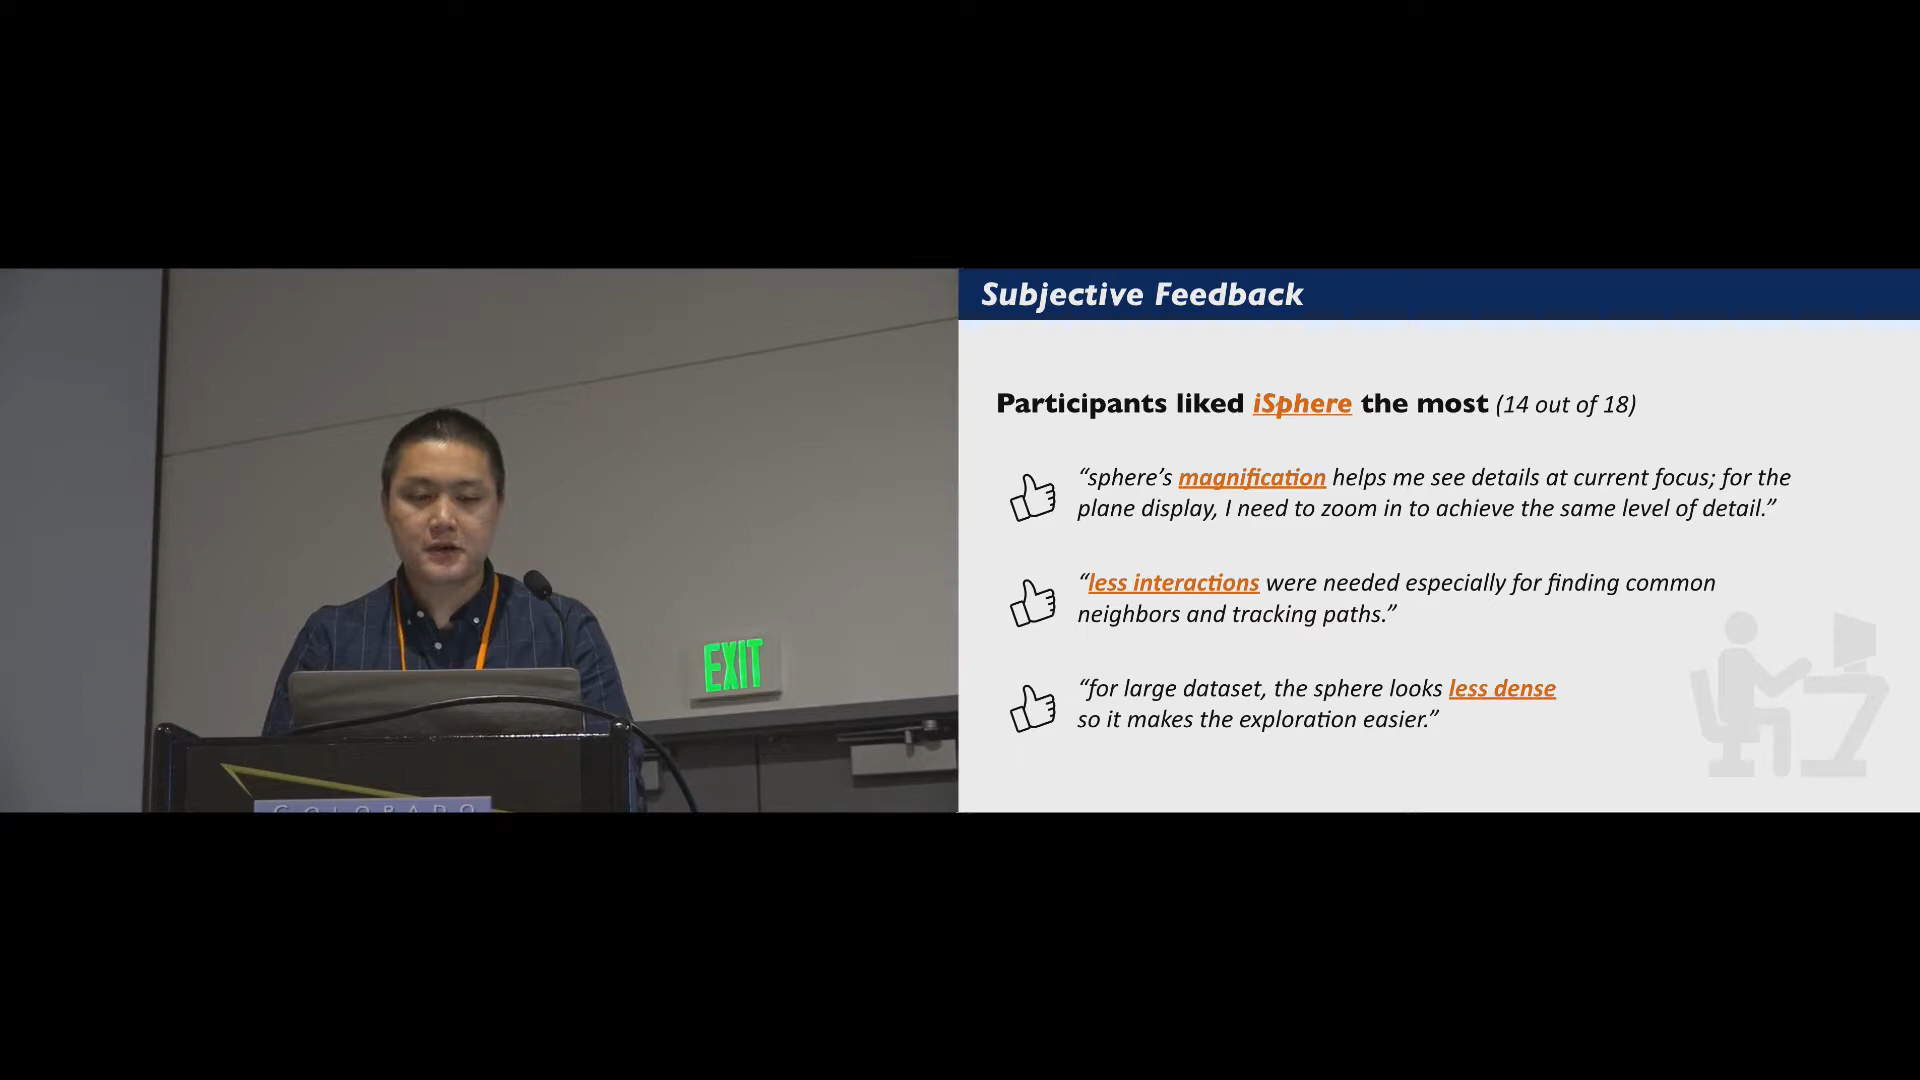 Subjective Feedback
Participants liked iSphere the most (14 out of 18)
“sphere’s magnification helps me see details at current focus; for the
plane display, I need to zoom in to achieve the same level of detail.”
“less interactions were needed especially for finding common
neighbors and tracking paths.”
“for large dataset, the sphere looks less dense
so it makes the exploration easier.”
EXIT
COLORADO